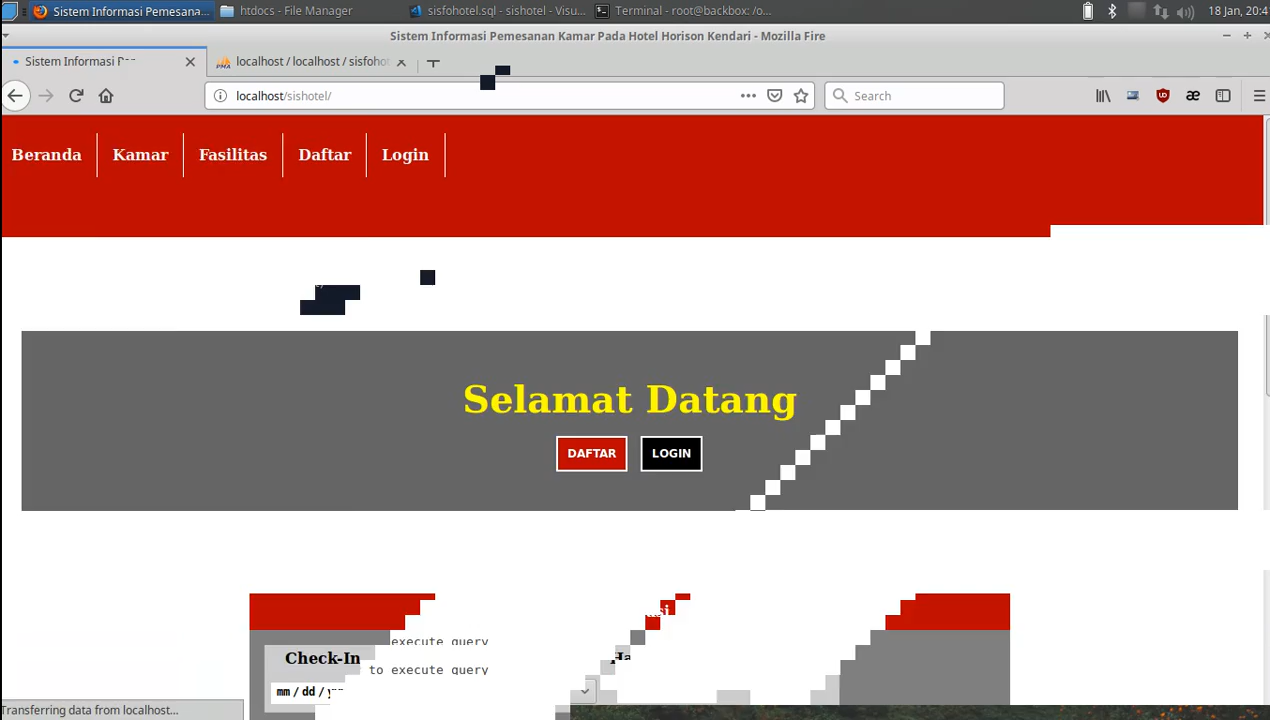 Sistem Informasi Pemesana...
htdocs - File Manager
sisfohotel.sql - sishotel - Visu...
Terminal - root@backbox: /o...
18 Jan, 20:4
Sistem Informasi Pemesanan Kamar Pada Hotel Horison Kendari - Mozilla Fire
Sistem Informasi
localhost / localhost / sisfohot
localhost/sishotel/
Search
Beranda
Kamar
Fasilitas
Daftar
Login
Selamat Datang
DAFTAR
LOGIN
execute query
Check-In
to execute query
mm / dd /
Transferring data from localhost...